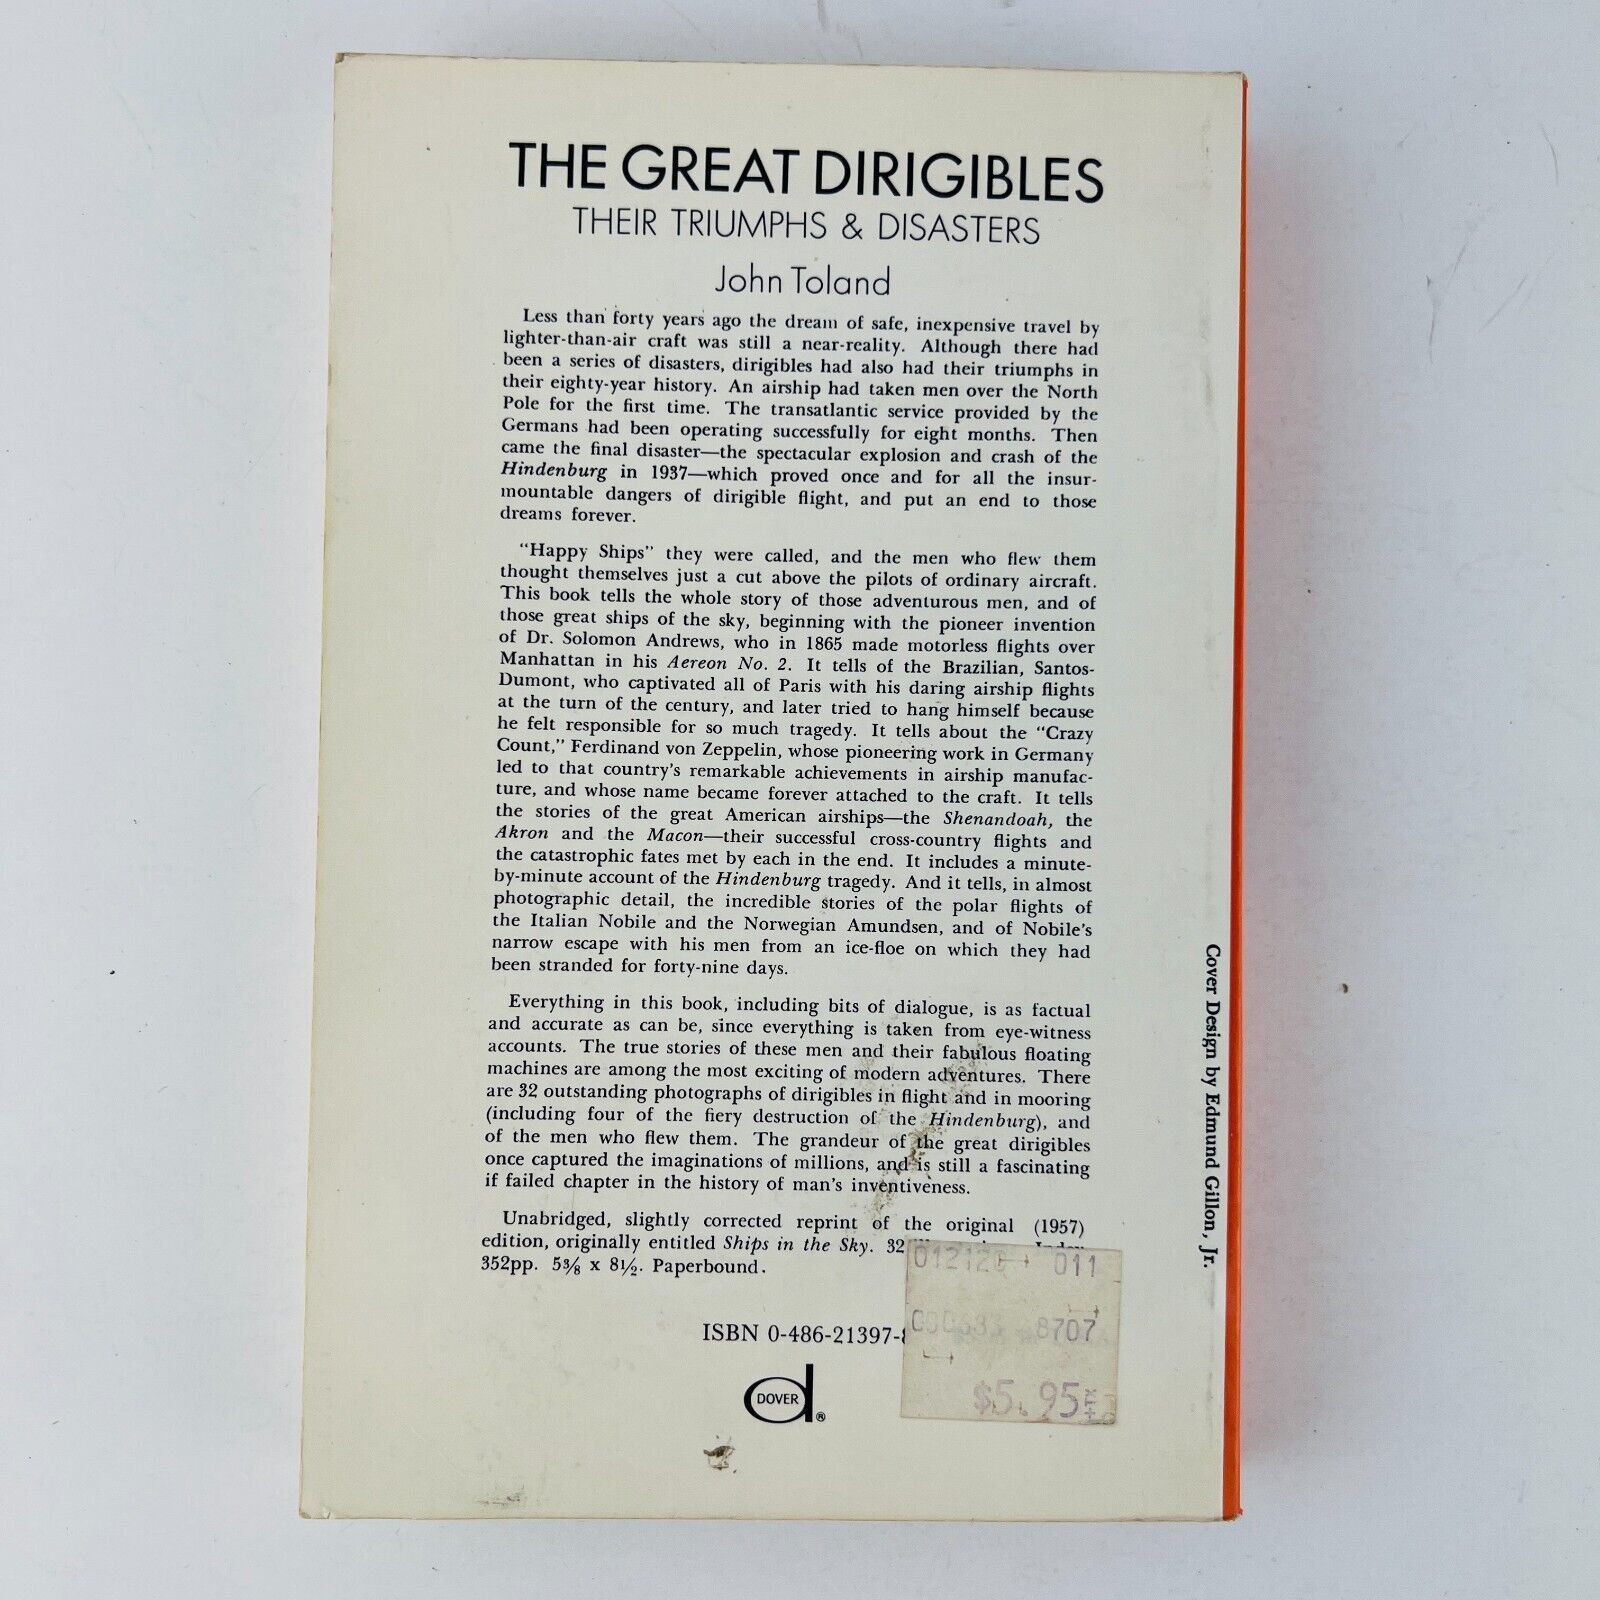 THE GREAT DIRIGIBLES
THEIR TRIUMPHS & DISASTERS
John Toland
Less than forty years ago the dream of safe, inexpensive travel by
lighter-than-air craft was still a near-reality. Although there had
been a series of disasters, dirigibles had also had their triumphs in
their eighty-year history. An airship had taken men over the North
Pole for the first time. The transatlantic service provided by the
Germans had been operating successfully for eight months. Then
came the final disaster—the spectacular explosion and crash of the
Hindenburg in 1937—which proved once and for all the insur-
mountable dangers of dirigible flight, and put an end to those
dreams forever.
"Happy Ships" they were called, and the men who flew them
thought themselves just a cut above the pilots of ordinary aircraft.
This book tells the whole story of those adventurous men, and of
those great ships of the sky, beginning with the pioneer invention
of Dr. Solomon Andrews, who in 1865 made motorless flights over
Manhattan in his Aereon No. 2. It tells of the Brazilian, Santos-
Dumont, who captivated all of Paris with his daring airship flights
at the turn of the century, and later tried to hang himself because
he felt responsible for so much tragedy. It tells about the "Crazy
Count," Ferdinand von Zeppelin, whose pioneering work in Germany
led to that country's remarkable achievements in airship manufac-
ture, and whose name became forever attached to the craft. It tells
the stories of the great American airships—the Shenandoah, the
Akron and the Macon—their successful cross-country flights and
the catastrophic fates met by each in the end. It includes a minute-
by-minute account of the Hindenburg tragedy. And it tells, in almost
photographic detail, the incredible stories of the polar flights of
the Italian Nobile and the Norwegian Amundsen, and of Nobile's
narrow escape with his men from an ice-floe on which they had
been stranded for forty-nine days.
Everything in this book, including bits of dialogue, is as factual
and accurate as can be, since everything is taken from eye-witness
accounts. The true stories of these men and their fabulous floating
machines are among the most exciting of modern adventures. There
are 32 outstanding photographs of dirigibles in flight and in mooring
(including four of the fiery destruction of the Hindenburg), and
of the men who flew them. The grandeur of the great dirigibles
once captured the imaginations of millions, and is still a fascinating
if failed chapter in the history of man's inventiveness.
Unabridged, slightly corrected reprint of the original (1957)
edition, originally entitled Ships in the Sky. 32
352pp. 5⅜ x 8½. Paperbound.
011
8707
$5.95
ISBN 0-486-21397-
DOVER®
Cover Design by Edmund Gillon, Jr.